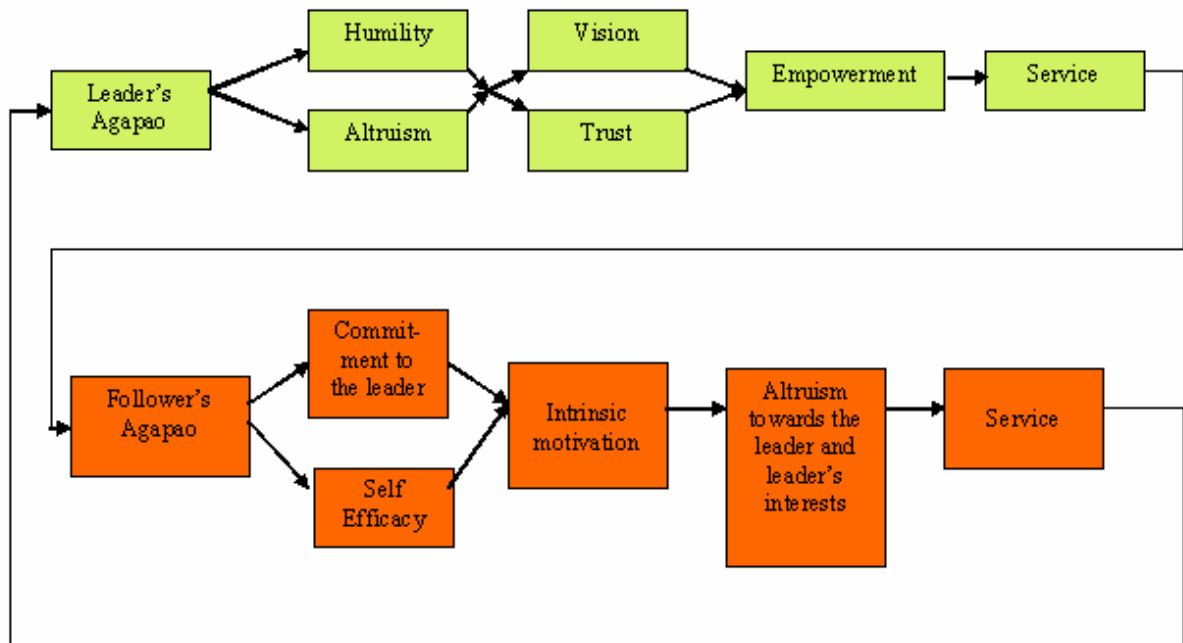 Humility
Vision
Leader's
Agapao
Empowerment
Service
Altruism
Trust
Commit-
ment to
the leader
Follower's
Agapao
Intrinsic
motivation
Altruism
towards the
leader and
leader's
interests
Service
Self
Efficacy